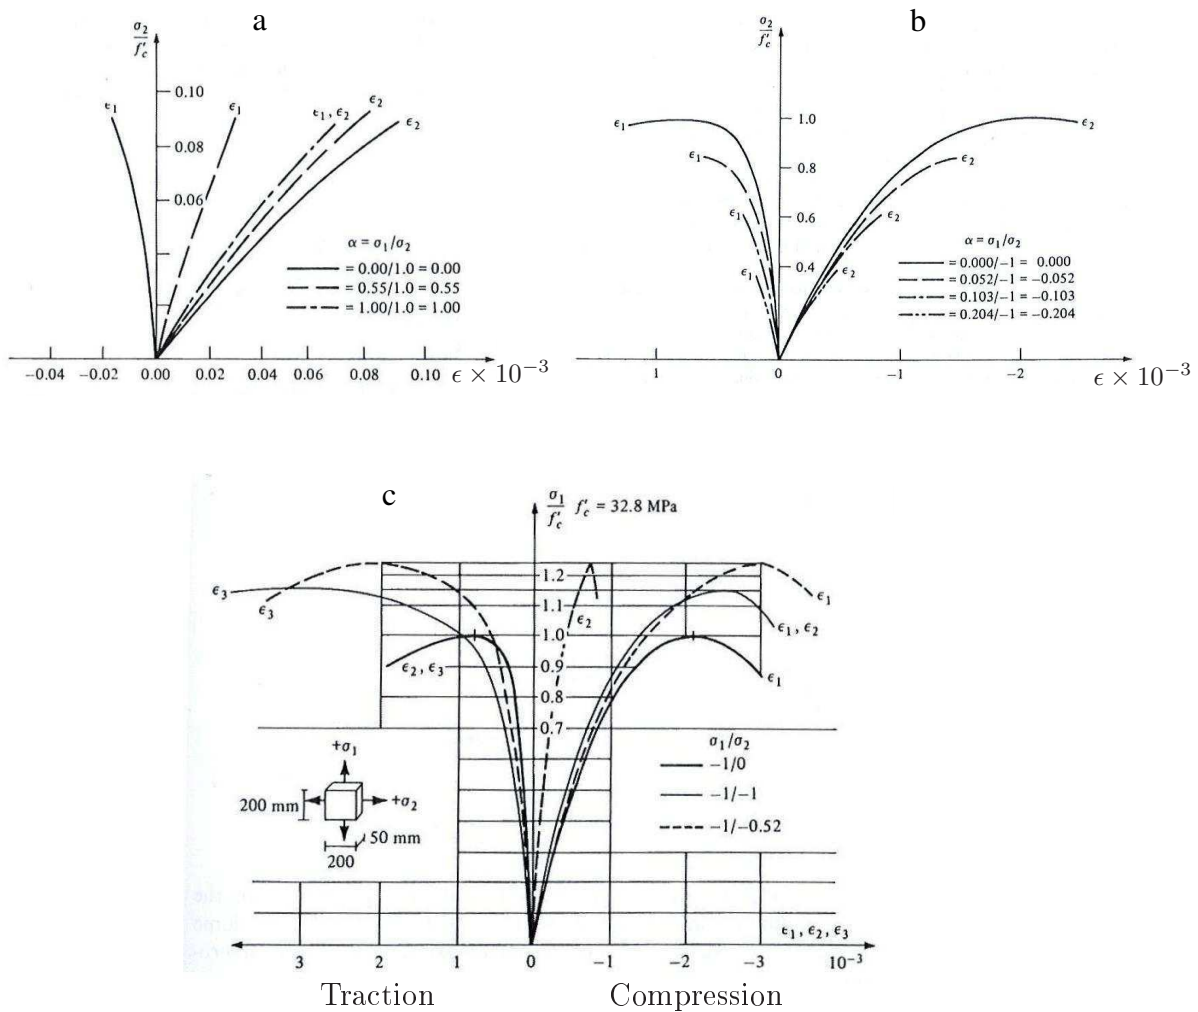 a
σ₂/f′c
0.10
0.08
0.06
ε₁
ε₁
ε₁, ε₂
ε₂
ε₂
α = σ₁/σ₂
= 0.00/1.0 = 0.00
= 0.55/1.0 = 0.55
= 1.00/1.0 = 1.00
-0.04 -0.02 0.00 0.02 0.04 0.06 0.08 0.10 ϵ × 10⁻³
b
σ₂/f′c
1.0
0.8
0.6
0.4
ε₁
ε₂
ε₁
ε₂
ε₁
ε₂
ε₁
ε₂
α = σ₁/σ₂
= 0.000/-1 = 0.000
= 0.052/-1 = -0.052
= 0.103/-1 = -0.103
= 0.204/-1 = -0.204
1 0 -1 -2 ϵ × 10⁻³
c
σ₁/f′c f′c = 32.8 MPa
1.2
1.1
1.0
0.9
0.8
0.7
ε₃
ε₃
ε₂, ε₃
ε₂
ε₁
ε₁, ε₂
ε₁
σ₁/σ₂
-1/0
-1/-1
-1/-0.52
+σ₁
+σ₂
200 mm
50 mm
200
ε₁, ε₂, ε₃
3 2 1 0 -1 -2 -3 10⁻³
Traction Compression